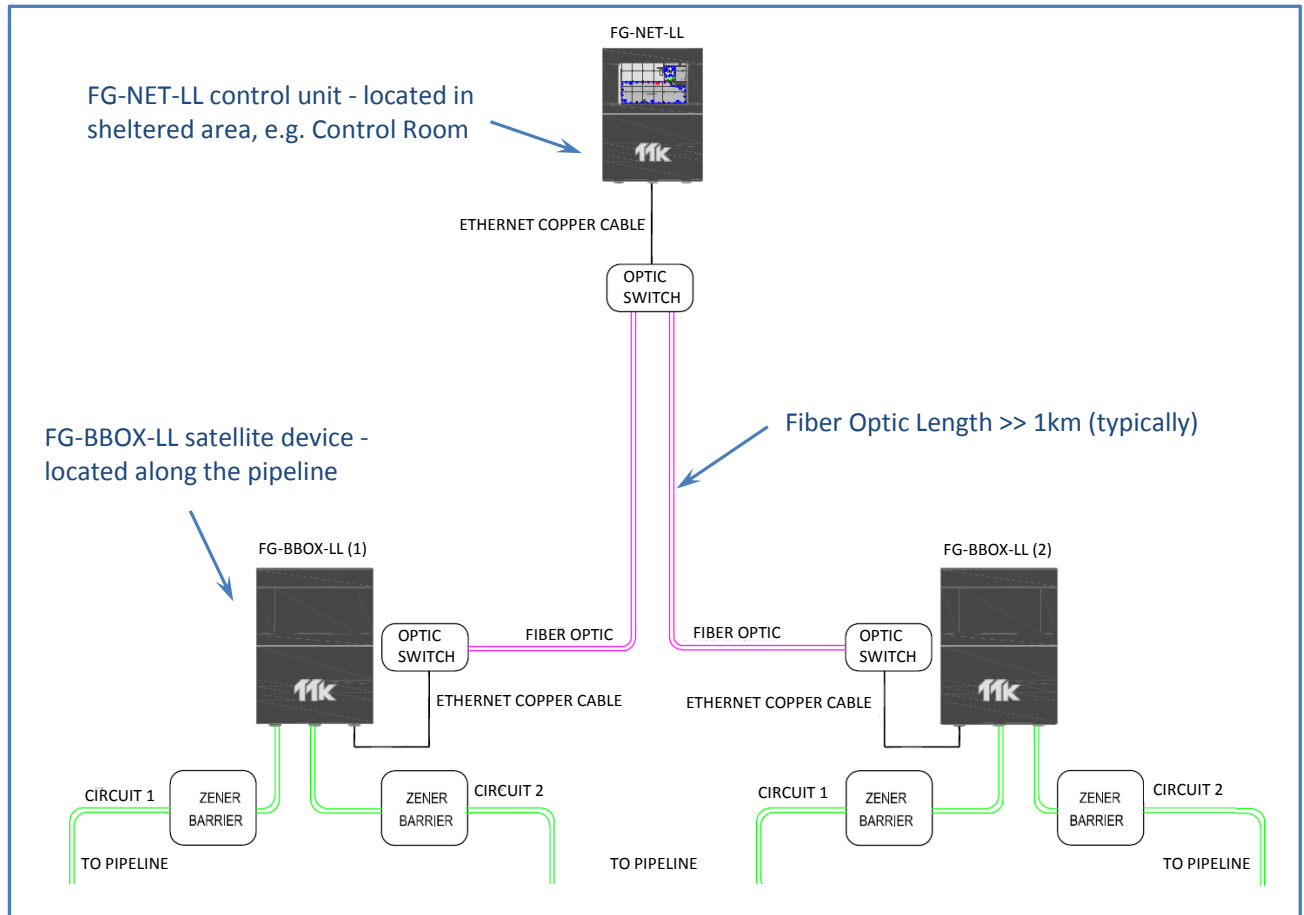 FG-NET-LL
FG-NET-LL control unit - located in
sheltered area, e.g. Control Room
TTK
ETHERNET COPPER CABLE
OPTIC
SWITCH
Fiber Optic Length >> 1km (typically)
FG-BBOX-LL satellite device -
located along the pipeline
FG-BBOX-LL (1)
FG-BBOX-LL (2)
OPTIC
SWITCH
FIBER OPTIC
FIBER OPTIC
OPTIC
SWITCH
TTK
TTK
ETHERNET COPPER CABLE
ETHERNET COPPER CABLE
CIRCUIT 1
ZENER
BARRIER
ZENER
BARRIER
CIRCUIT 2
CIRCUIT 1
ZENER
BARRIER
ZENER
BARRIER
CIRCUIT 2
TO PIPELINE
TO PIPELINE
TO PIPELINE